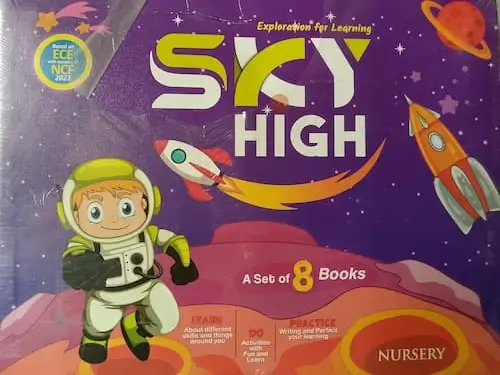 Exploration for Learning
SKY
HIGH
Based on
ECE
NCF
2023
A Set of 8 Books
LEARN
About different
skills and things
around you
DO
Activities
with
Fun and
Learn
PRACTICE
Writing and Perfect
your learning
NURSERY